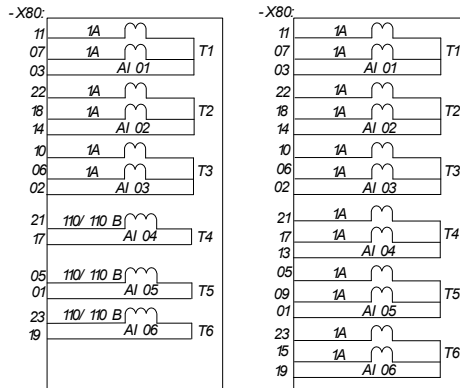 -X80:
11 1A
07 1A T1
03 AI 01
22 1A
18 1A T2
14 AI 02
10 1A
06 1A T3
02 AI 03
21 110/ 110 В
17 AI 04 T4
05 110/ 110 В
01 AI 05 T5
23 110/ 110 В
19 AI 06 T6
-X80:
11 1A
07 1A T1
03 AI 01
22 1A
18 1A T2
14 AI 02
10 1A
06 1A T3
02 AI 03
21 1A
17 1A T4
13 AI 04
05 1A
09 1A T5
01 AI 05
23 1A
15 1A T6
19 AI 06